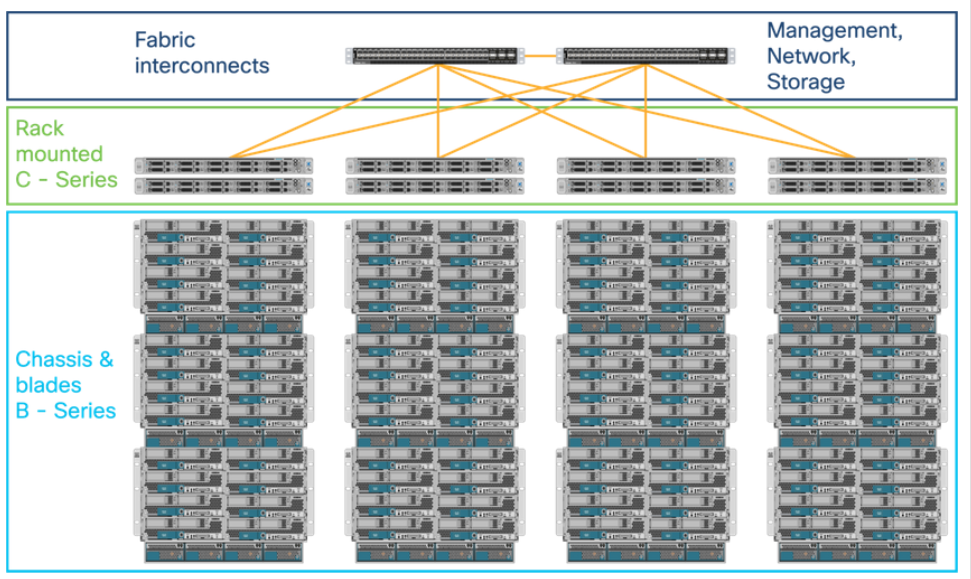 Fabric
interconnects
Management,
Network,
Storage
Rack
mounted
C - Series
Chassis &
blades
B - Series